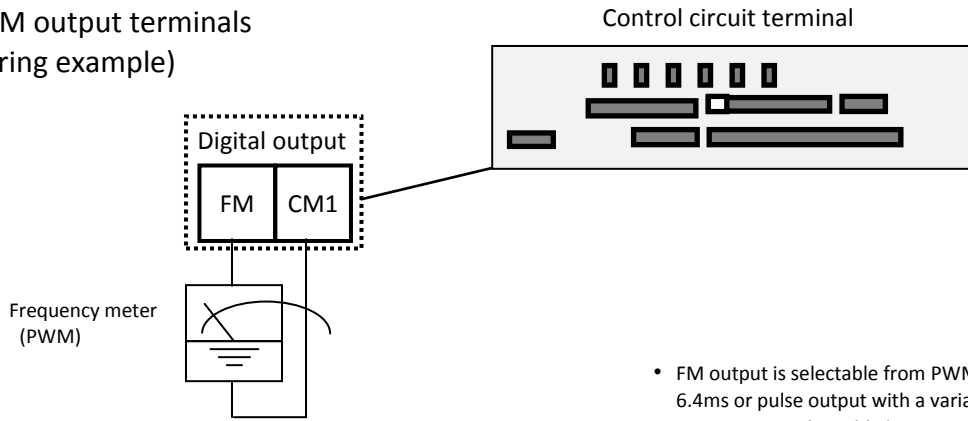 M output terminals
ring example)
Control circuit terminal
Digital output
FM CM1
Frequency meter
(PWM)
• FM output is selectable from PWM
6.4ms or pulse output with a varia